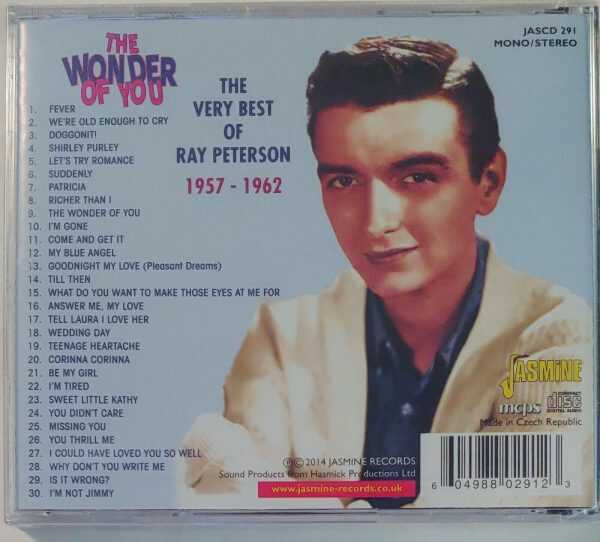 JASCD 291
MONO/STEREO
THE
WONDER
OF YOU
THE
VERY BEST
OF
RAY PETERSON
1957 - 1962
1. FEVER
2. WE'RE OLD ENOUGH TO CRY
3. DOGGONIT!
4. SHIRLEY PURLEY
5. LET'S TRY ROMANCE
6. SUDDENLY
7. PATRICIA
8. RICHER THAN I
9. THE WONDER OF YOU
10. I'M GONE
11. COME AND GET IT
12. MY BLUE ANGEL
13. GOODNIGHT MY LOVE (Pleasant Dreams)
14. TILL THEN
15. WHAT DO YOU WANT TO MAKE THOSE EYES AT ME FOR
16. ANSWER ME, MY LOVE
17. TELL LAURA I LOVE HER
18. WEDDING DAY
19. TEENAGE HEARTACHE
20. CORINNA CORINNA
21. BE MY GIRL
22. I'M TIRED
23. SWEET LITTLE KATHY
24. YOU DIDN'T CARE
25. MISSING YOU
26. YOU THRILL ME
27. I COULD HAVE LOVED YOU SO WELL
28. WHY DON'T YOU WRITE ME
29. IS IT WRONG?
30. I'M NOT JIMMY
JASMINE
mcps
COMPACT
disc
DIGITAL AUDIO
Made in Czech Republic
℗© 2014 JASMINE RECORDS
Sound Products from Hasmick Productions Ltd
www.jasmine-records.co.uk
6 04988 02912 3